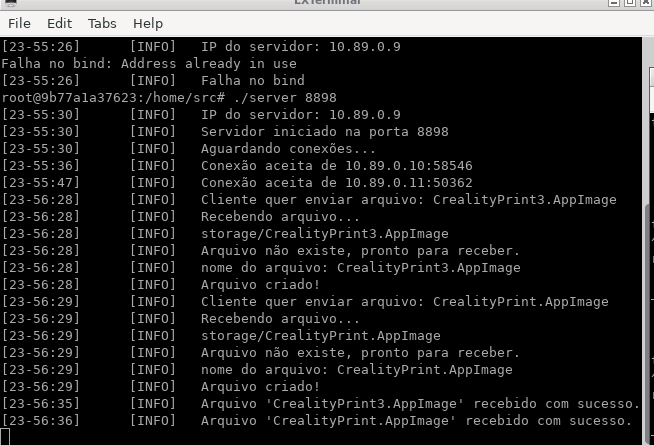 LXTerminal
File Edit Tabs Help
[23-55:26] [INFO] IP do servidor: 10.89.0.9
Falha no bind: Address already in use
[23-55:26] [INFO] Falha no bind
root@9b77a1a37623:/home/src# ./server 8898
[23-55:30] [INFO] IP do servidor: 10.89.0.9
[23-55:30] [INFO] Servidor iniciado na porta 8898
[23-55:30] [INFO] Aguardando conexões...
[23-55:36] [INFO] Conexão aceita de 10.89.0.10:58546
[23-55:47] [INFO] Conexão aceita de 10.89.0.11:50362
[23-56:28] [INFO] Cliente quer enviar arquivo: CrealityPrint3.AppImage
[23-56:28] [INFO] Recebendo arquivo...
[23-56:28] [INFO] storage/CrealityPrint3.AppImage
[23-56:28] [INFO] Arquivo não existe, pronto para receber.
[23-56:28] [INFO] nome do arquivo: CrealityPrint3.AppImage
[23-56:28] [INFO] Arquivo criado!
[23-56:29] [INFO] Cliente quer enviar arquivo: CrealityPrint.AppImage
[23-56:29] [INFO] Recebendo arquivo...
[23-56:29] [INFO] storage/CrealityPrint.AppImage
[23-56:29] [INFO] Arquivo não existe, pronto para receber.
[23-56:29] [INFO] nome do arquivo: CrealityPrint.AppImage
[23-56:29] [INFO] Arquivo criado!
[23-56:35] [INFO] Arquivo 'CrealityPrint3.AppImage' recebido com sucesso.
[23-56:36] [INFO] Arquivo 'CrealityPrint.AppImage' recebido com sucesso.